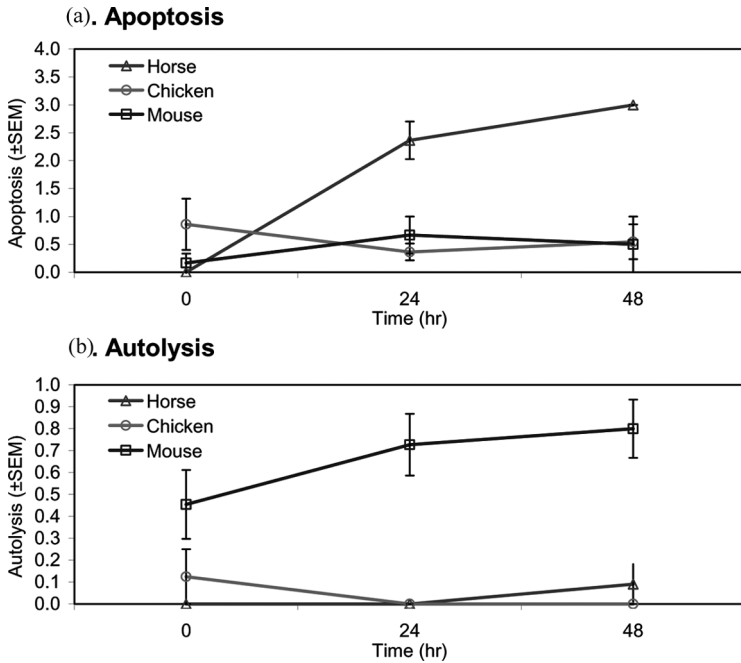 (a). Apoptosis
4.0
3.5
3.0
2.5
2.0
1.5
1.0
0.5
0.0
Apoptosis (±SEM)
Horse
Chicken
Mouse
0 24 48
Time (hr)
(b). Autolysis
1.0
0.9
0.8
0.7
0.6
0.5
0.4
0.3
0.2
0.1
0.0
Autolysis (±SEM)
Horse
Chicken
Mouse
0 24 48
Time (hr)